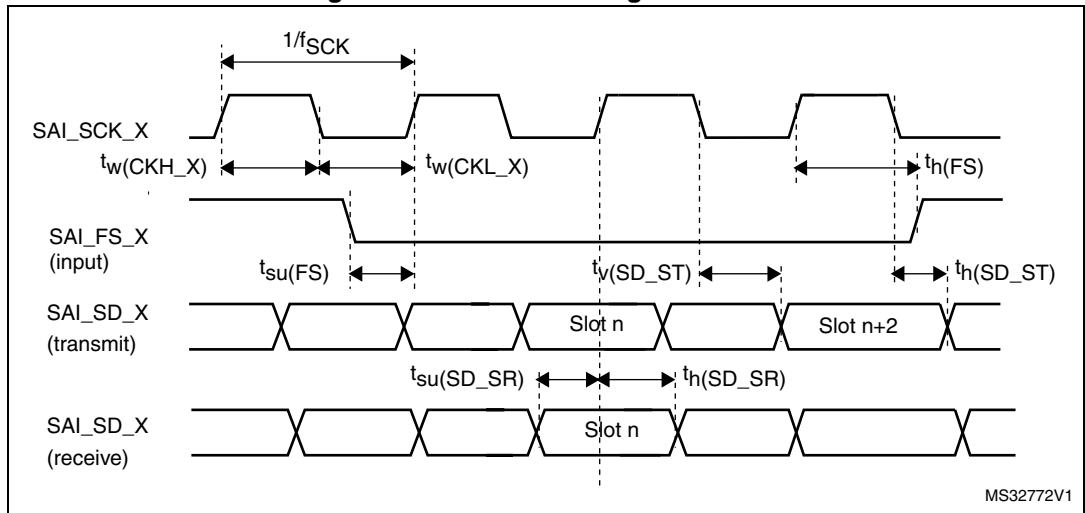 1/fSCK
SAI_SCK_X
tw(CKH_X)
tw(CKL_X)
th(FS)
SAI_FS_X
(input)
tsu(FS)
tv(SD_ST)
th(SD_ST)
SAI_SD_X
(transmit)
Slot n
Slot n+2
tsu(SD_SR)
th(SD_SR)
SAI_SD_X
(receive)
Slot n
MS32772V1